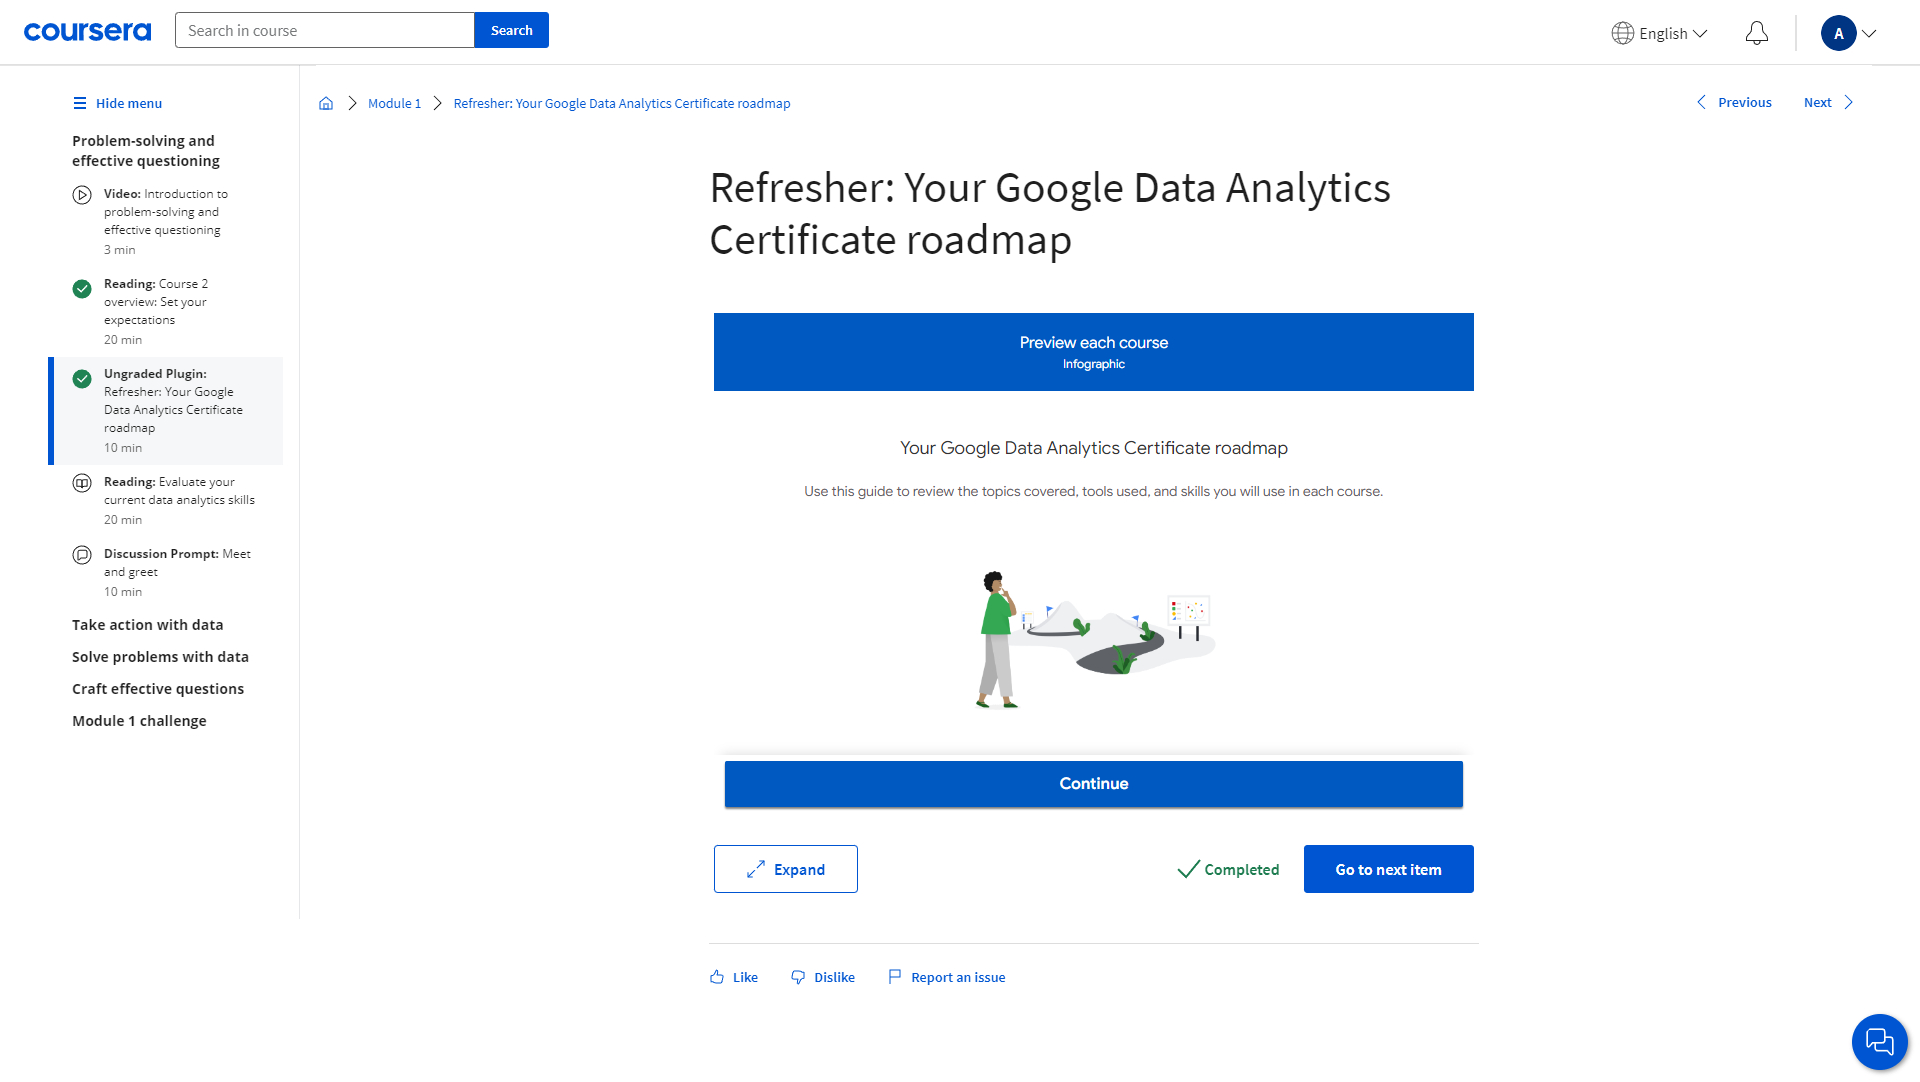 coursera
Search in course
Search
English
A
Hide menu
Problem-solving and
effective questioning
Video: Introduction to
problem-solving and
effective questioning
3 min
Reading: Course 2
overview: Set your
expectations
20 min
Ungraded Plugin:
Refresher: Your Google
Data Analytics Certificate
roadmap
10 min
Reading: Evaluate your
current data analytics skills
20 min
Discussion Prompt: Meet
and greet
10 min
Take action with data
Solve problems with data
Craft effective questions
Module 1 challenge
Module 1
Refresher: Your Google Data Analytics Certificate roadmap
Previous
Next
Refresher: Your Google Data Analytics
Certificate roadmap
Preview each course
Infographic
Your Google Data Analytics Certificate roadmap
Use this guide to review the topics covered, tools used, and skills you will use in each course.
Continue
Expand
Completed
Go to next item
Like
Dislike
Report an issue